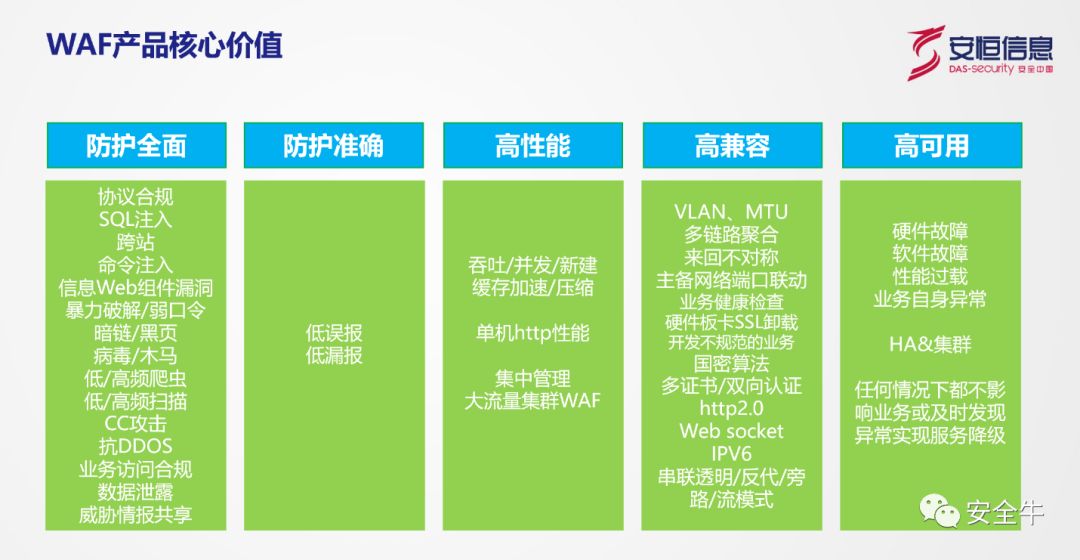 WAF产品核心价值
安恒信息
DAS-security 安全中国
防护全面
协议合规
SQL注入
跨站
命令注入
信息Web组件漏洞
暴力破解/弱口令
暗链/黑页
病毒/木马
低/高频爬虫
低/高频扫描
CC攻击
抗DDOS
业务访问合规
数据泄露
威胁情报共享
防护准确
低误报
低漏报
高性能
吞吐/并发/新建
缓存加速/压缩
单机http性能
集中管理
大流量集群WAF
高兼容
VLAN、MTU
多链路聚合
来回不对称
主备网络端口联动
业务健康检查
硬件板卡SSL卸载
开发不规范的业务
国密算法
多证书/双向认证
http2.0
Web socket
IPV6
串联透明/反代/旁
路/流模式
高可用
硬件故障
软件故障
性能过载
业务自身异常
HA&集群
任何情况下都不影
响业务或及时发现
异常实现服务降级
安全牛